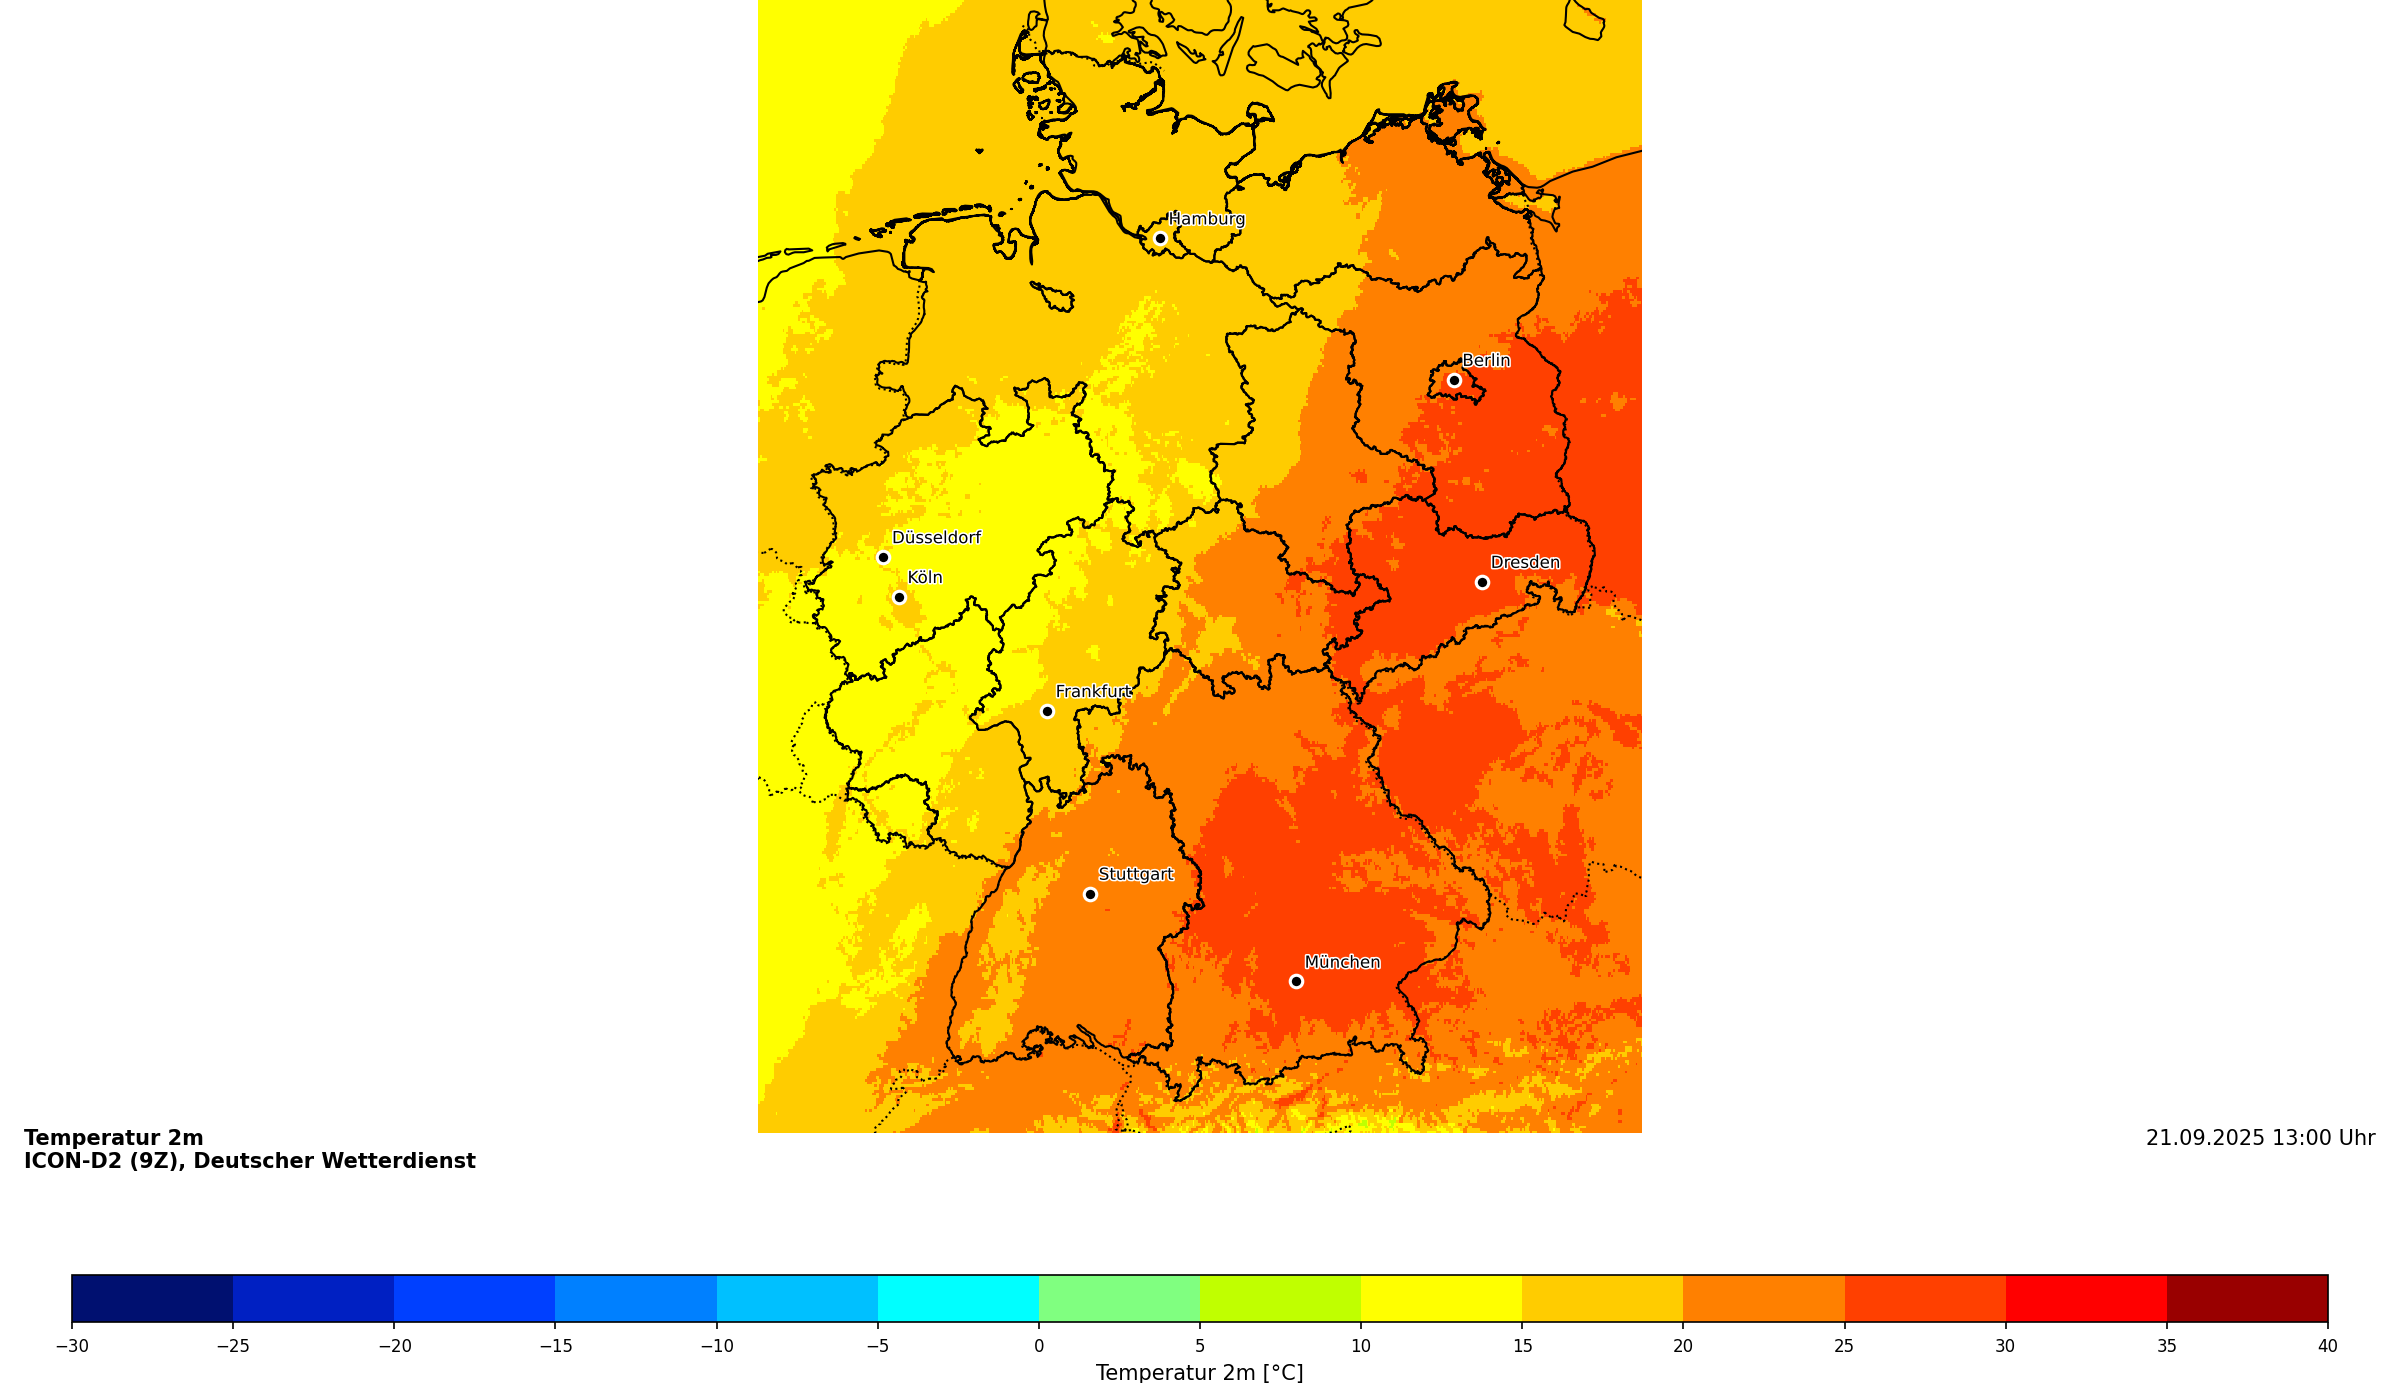 Hamburg
Berlin
Düsseldorf
Köln
Dresden
Frankfurt
Stuttgart
München
Temperatur 2m
ICON-D2 (9Z), Deutscher Wetterdienst
21.09.2025 13:00 Uhr
−30 −25 −20 −15 −10 −5 0 5 10 15 20 25 30 35 40
Temperatur 2m [°C]